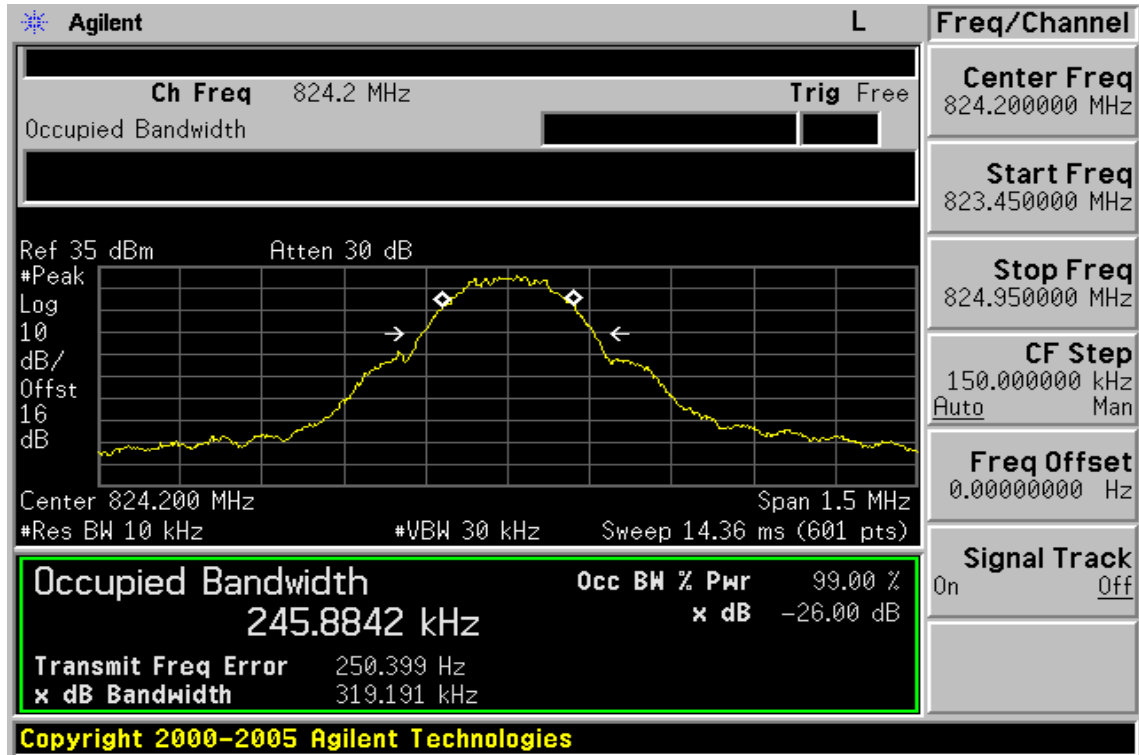 Agilent L
Freq/Channel
Ch Freq 824.2 MHz Trig Free
Occupied Bandwidth
Ref 35 dBm Atten 30 dB
#Peak
Log
10
dB/
Offst
16
dB
Center 824.200 MHz Span 1.5 MHz
#Res BW 10 kHz #VBW 30 kHz Sweep 14.36 ms (601 pts)
Occupied Bandwidth Occ BW % Pwr 99.00 %
245.8842 kHz x dB -26.00 dB
Transmit Freq Error 250.399 Hz
x dB Bandwidth 319.191 kHz
Center Freq
824.200000 MHz
Start Freq
823.450000 MHz
Stop Freq
824.950000 MHz
CF Step
150.000000 kHz
Auto Man
Freq Offset
0.00000000 Hz
Signal Track
On Off
Copyright 2000-2005 Agilent Technologies